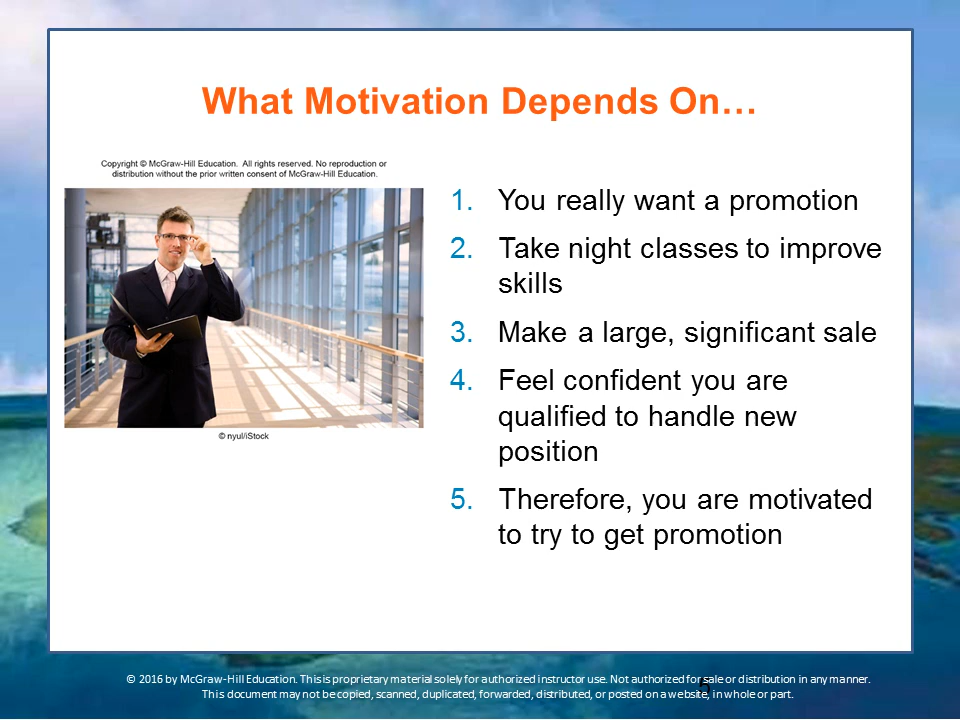 What Motivation Depends On…
Copyright © McGraw-Hill Education. All rights reserved. No reproduction or
distribution without the prior written consent of McGraw-Hill Education.
© nyul/iStock
1. You really want a promotion
2. Take night classes to improve
skills
3. Make a large, significant sale
4. Feel confident you are
qualified to handle new
position
5. Therefore, you are motivated
to try to get promotion
© 2016 by McGraw-Hill Education. This is proprietary material solely for authorized instructor use. Not authorized for sale or distribution in any manner.
This document may not be copied, scanned, duplicated, forwarded, distributed, or posted on a website, in whole or part.
5